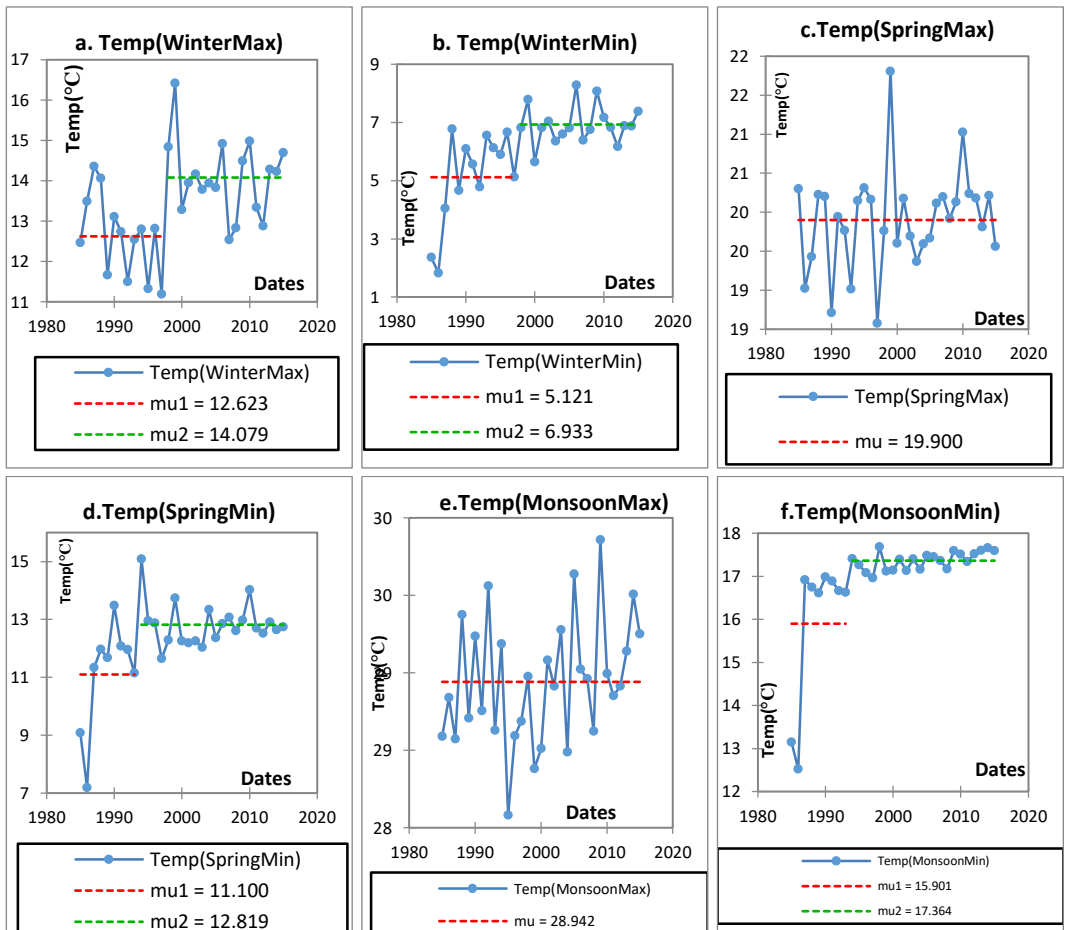 a. Temp(WinterMax)
Temp(°C)
17
16
15
14
13
12
11
1980
1990
2000
2010
2020
Dates
Temp(WinterMax)
mu1 = 12.623
mu2 = 14.079
b. Temp(WinterMin)
Temp(°C)
9
7
5
3
1
1980
1990
2000
2010
2020
Dates
Temp(WinterMin)
mu1 = 5.121
mu2 = 6.933
c.Temp(SpringMax)
Temp(°C)
22
22
21
21
20
20
19
19
1980
1990
2000
2010
2020
Dates
Temp(SpringMax)
mu = 19.900
d.Temp(SpringMin)
Temp(°C)
15
13
11
9
7
1980
1990
2000
2010
2020
Dates
Temp(SpringMin)
mu1 = 11.100
mu2 = 12.819
e.Temp(MonsoonMax)
Temp(°C)
30
30
29
29
28
1980
1990
2000
2010
2020
Dates
Temp(MonsoonMax)
mu = 28.942
f.Temp(MonsoonMin)
Temp(°C)
18
17
16
15
14
13
12
1980
1990
2000
2010
2020
Dates
Temp(MonsoonMin)
mu1 = 15.901
mu2 = 17.364